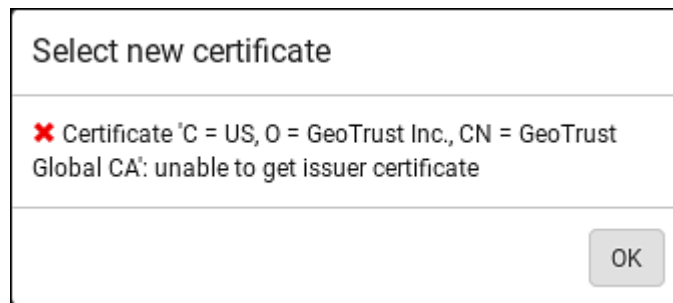 Select new certificate
✖ Certificate 'C = US, O = GeoTrust Inc., CN = GeoTrust
Global CA': unable to get issuer certificate
OK